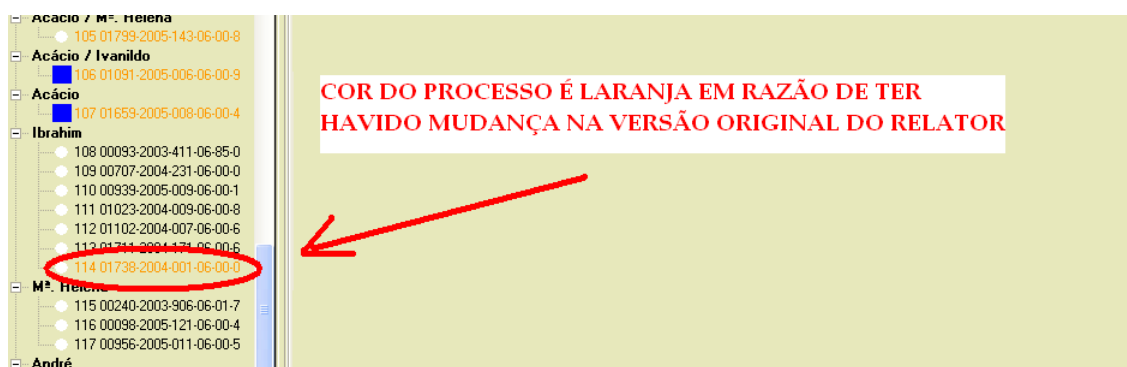 Acácio / Mª. Helena
105 01799-2005-143-06-00-8
Acácio / Ivanildo
106 01091-2005-006-06-00-9
Acácio
107 01659-2005-008-06-00-4
Ibrahim
108 00093-2003-411-06-85-0
109 00707-2004-231-06-00-0
110 00939-2005-009-06-00-1
111 01023-2004-009-06-00-8
112 01102-2004-007-06-00-6
113 01711-2004-171-06-00-6
114 01738-2004-001-06-00-0
Mª. Helena
115 00240-2003-906-06-01-7
116 00098-2005-121-06-00-4
117 00956-2005-011-06-00-5
André
COR DO PROCESSO É LARANJA EM RAZÃO DE TER
HAVIDO MUDANÇA NA VERSÃO ORIGINAL DO RELATOR